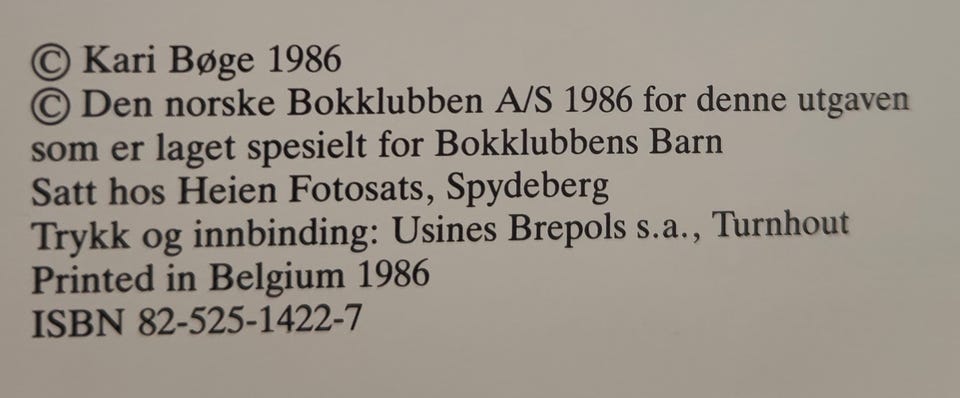 © Kari Bøge 1986
© Den norske Bokklubben A/S 1986 for denne utgaven
som er laget spesielt for Bokklubbens Barn
Satt hos Heien Fotosats, Spydeberg
Trykk og innbinding: Usines Brepols s.a., Turnhout
Printed in Belgium 1986
ISBN 82-525-1422-7